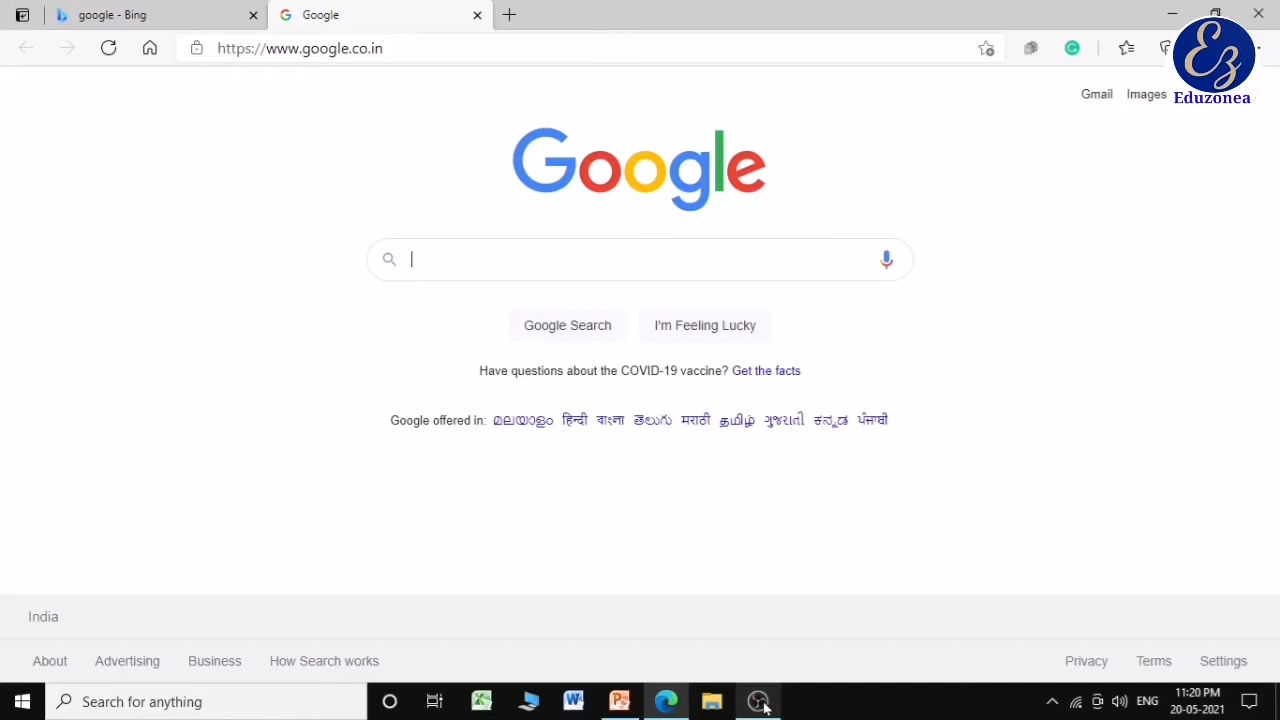 google - Bing
Google
https://www.google.co.in
Gmail Images
Eduzonea
Google
Google Search
I'm Feeling Lucky
Have questions about the COVID-19 vaccine? Get the facts
Google offered in: മലയാളം हिन्दी বাংলা తెలుగు मराठी தமிழ் ગુજરાતી ಕನ್ನಡ ਪੰਜਾਬੀ
India
About Advertising Business How Search works
Privacy Terms Settings
Search for anything
ENG
11:20 PM
20-05-2021